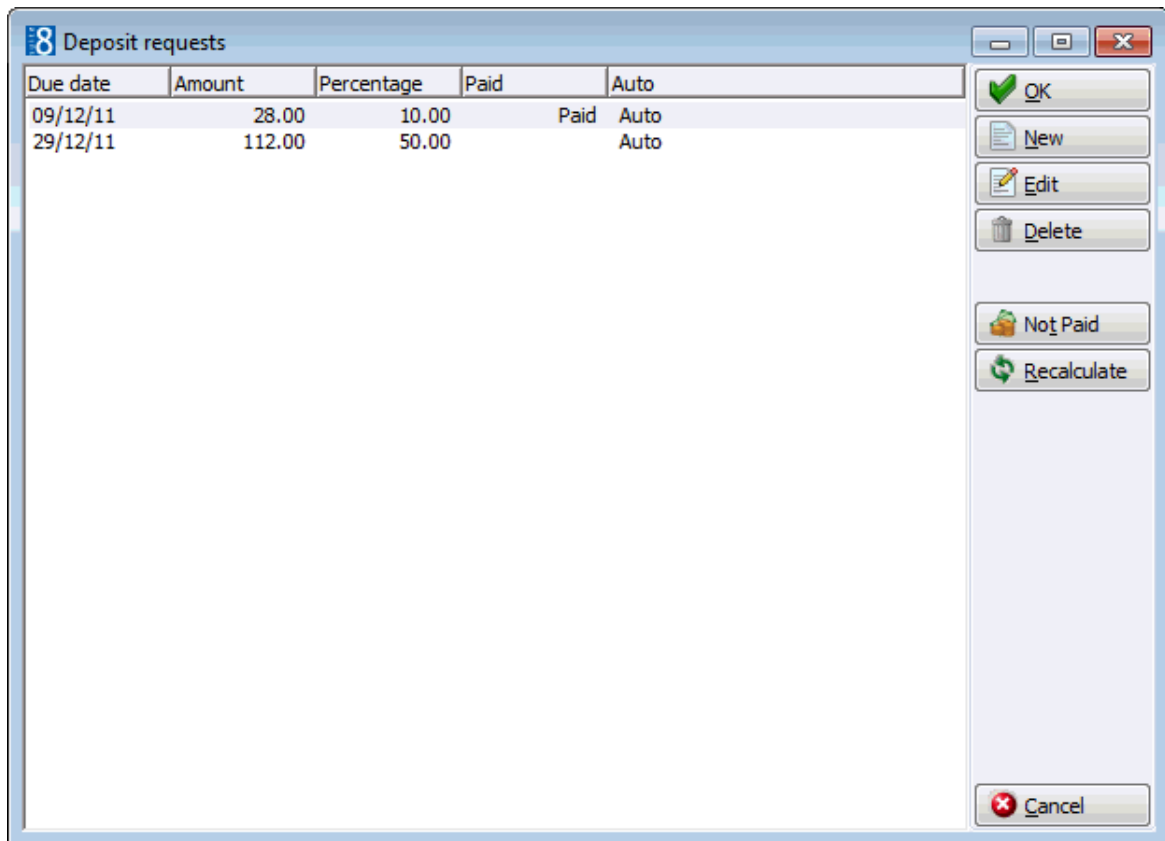 8 Deposit requests
Due date Amount Percentage Paid Auto
09/12/11 28.00 10.00 Paid Auto
29/12/11 112.00 50.00 Auto
OK
New
Edit
Delete
Not Paid
Recalculate
Cancel